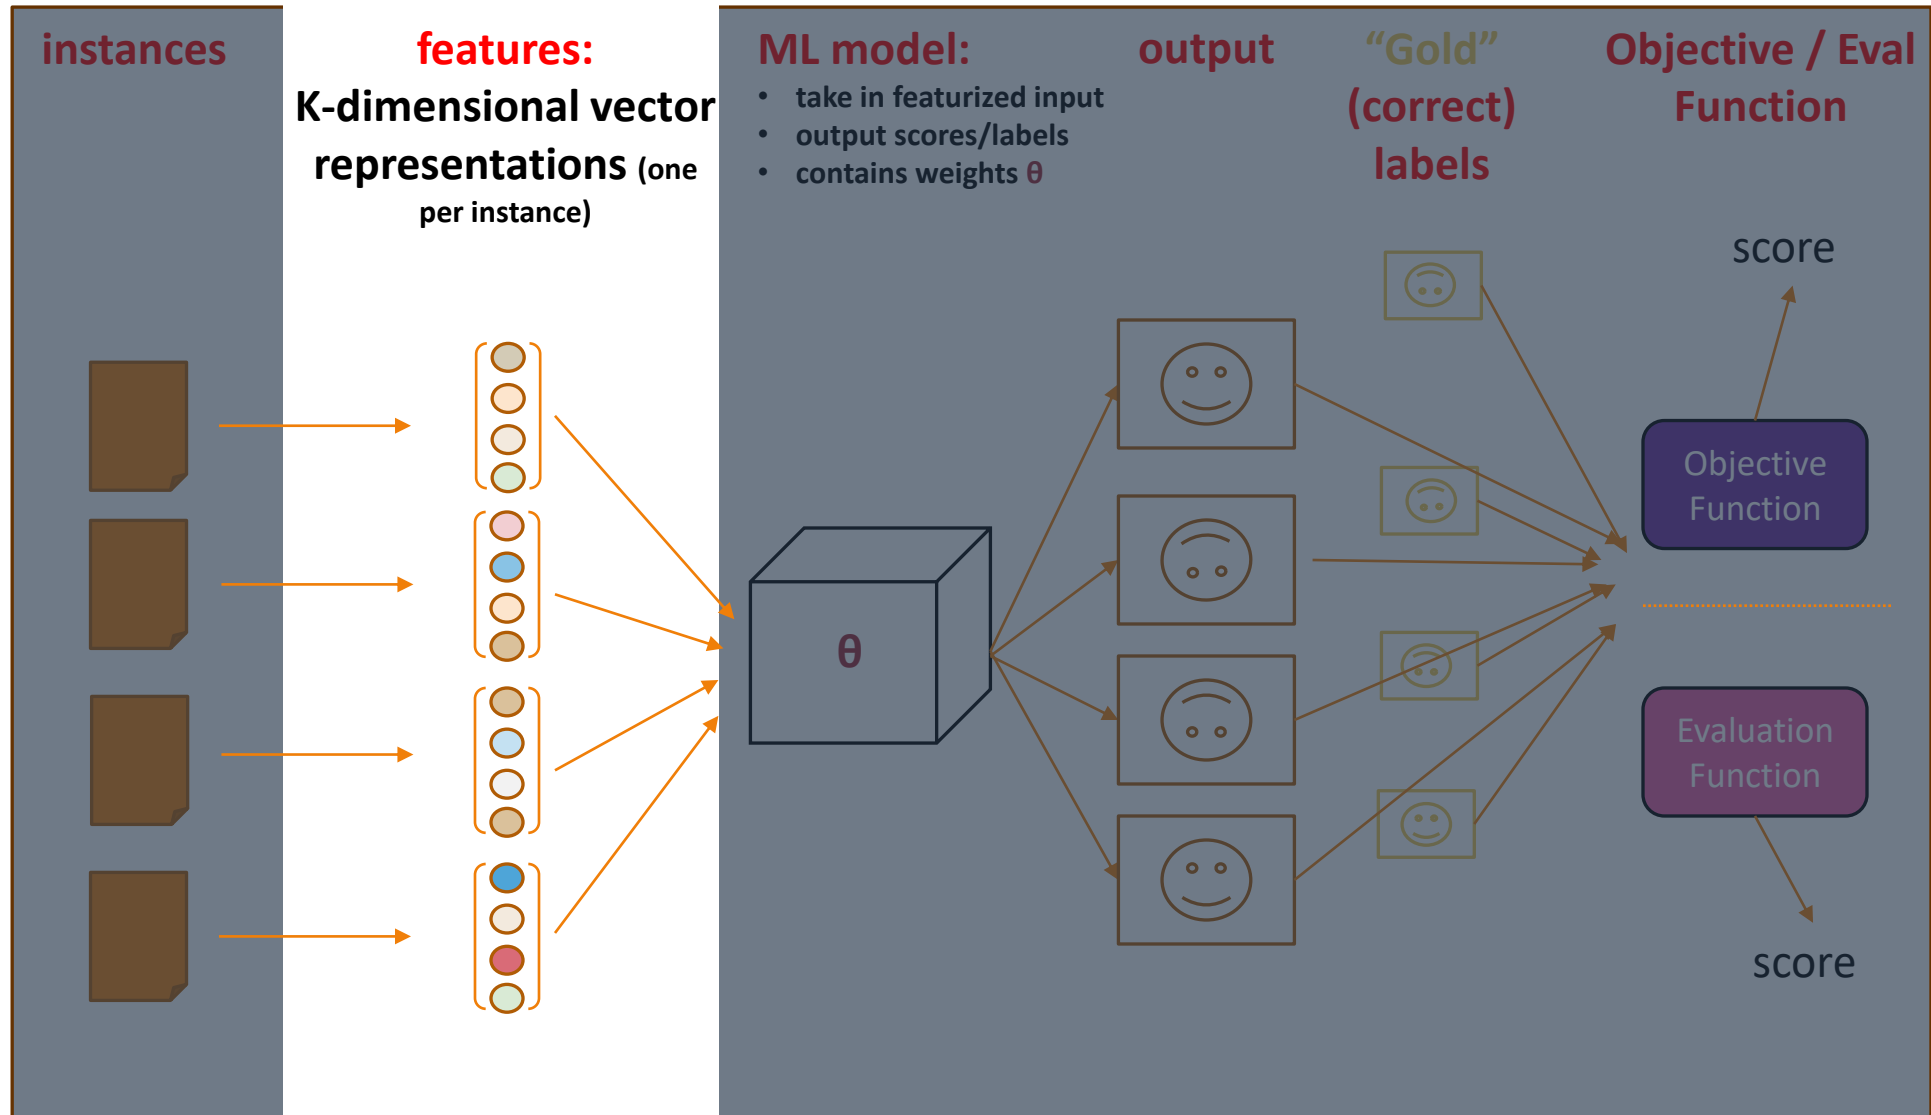 instances
features:
K-dimensional vector
representations (one
per instance)
ML model:
• take in featurized input
• output scores/labels
• contains weights θ
output
“Gold”
(correct)
labels
Objective / Eval
Function
score
Objective
Function
θ
Evaluation
Function
score